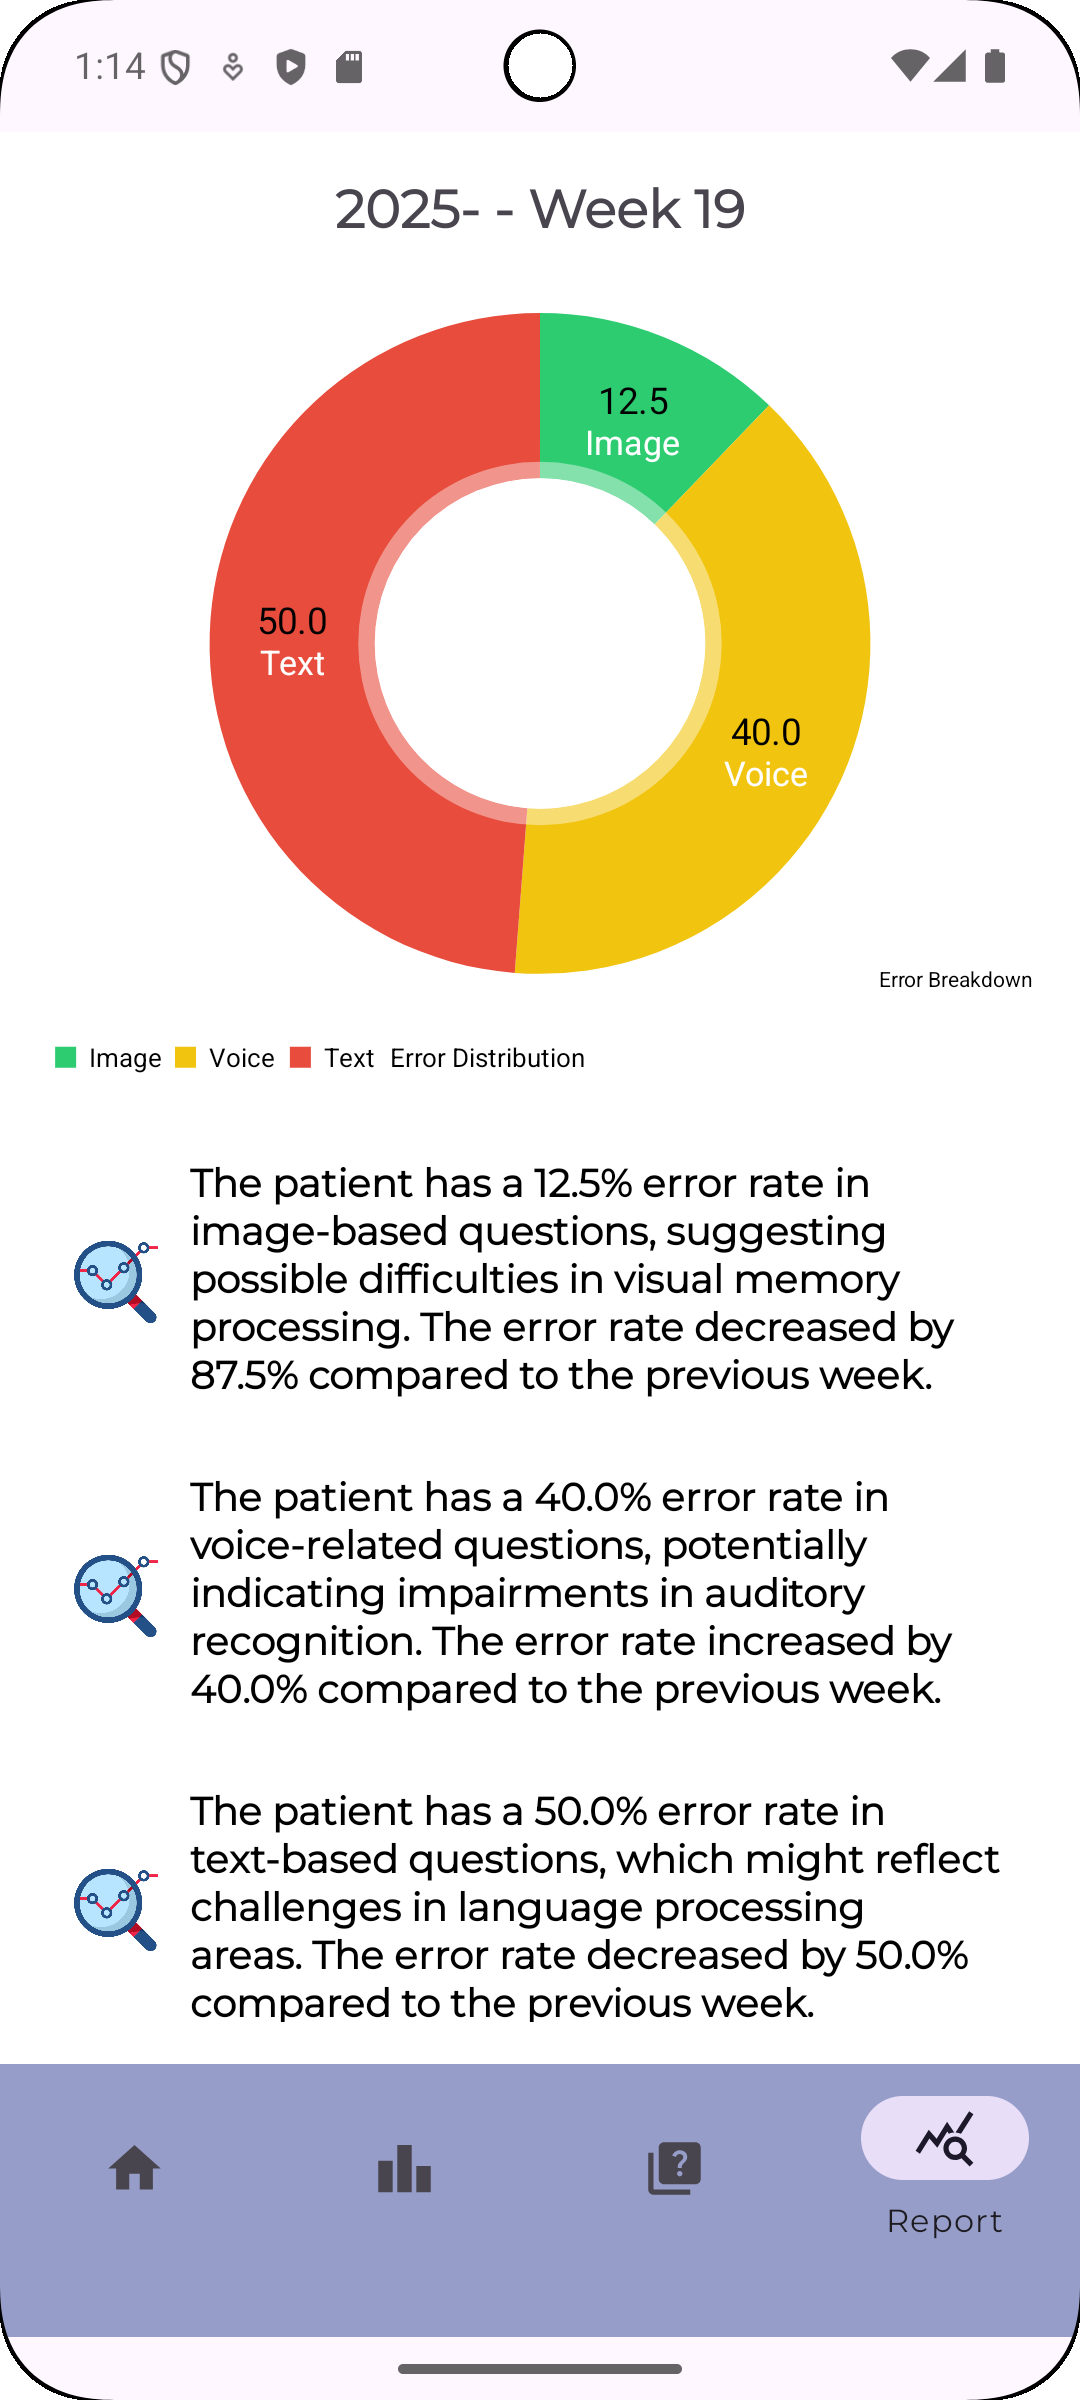 1:14
2025- - Week 19
12.5
Image
50.0
Text
40.0
Voice
Error Breakdown
Image Voice Text Error Distribution
The patient has a 12.5% error rate in
image-based questions, suggesting
possible difficulties in visual memory
processing. The error rate decreased by
87.5% compared to the previous week.
The patient has a 40.0% error rate in
voice-related questions, potentially
indicating impairments in auditory
recognition. The error rate increased by
40.0% compared to the previous week.
The patient has a 50.0% error rate in
text-based questions, which might reflect
challenges in language processing
areas. The error rate decreased by 50.0%
compared to the previous week.
?
Report